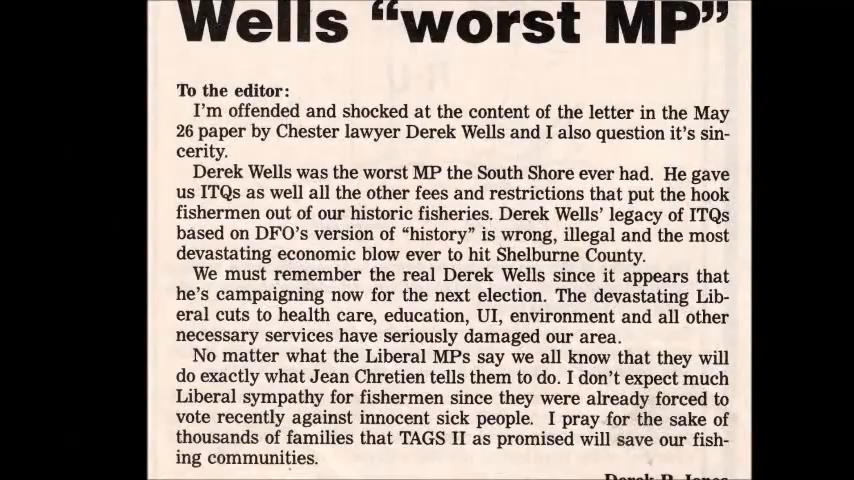 Wells “worst MP”
To the editor:
I'm offended and shocked at the content of the letter in the May
26 paper by Chester lawyer Derek Wells and I also question it's sin-
cerity.
Derek Wells was the worst MP the South Shore ever had. He gave
us ITQs as well all the other fees and restrictions that put the hook
fishermen out of our historic fisheries. Derek Wells' legacy of ITQs
based on DFO's version of “history” is wrong, illegal and the most
devastating economic blow ever to hit Shelburne County.
We must remember the real Derek Wells since it appears that
he's campaigning now for the next election. The devastating Lib-
eral cuts to health care, education, UI, environment and all other
necessary services have seriously damaged our area.
No matter what the Liberal MPs say we all know that they will
do exactly what Jean Chretien tells them to do. I don't expect much
Liberal sympathy for fishermen since they were already forced to
vote recently against innocent sick people. I pray for the sake of
thousands of families that TAGS II as promised will save our fish-
ing communities.
Derek